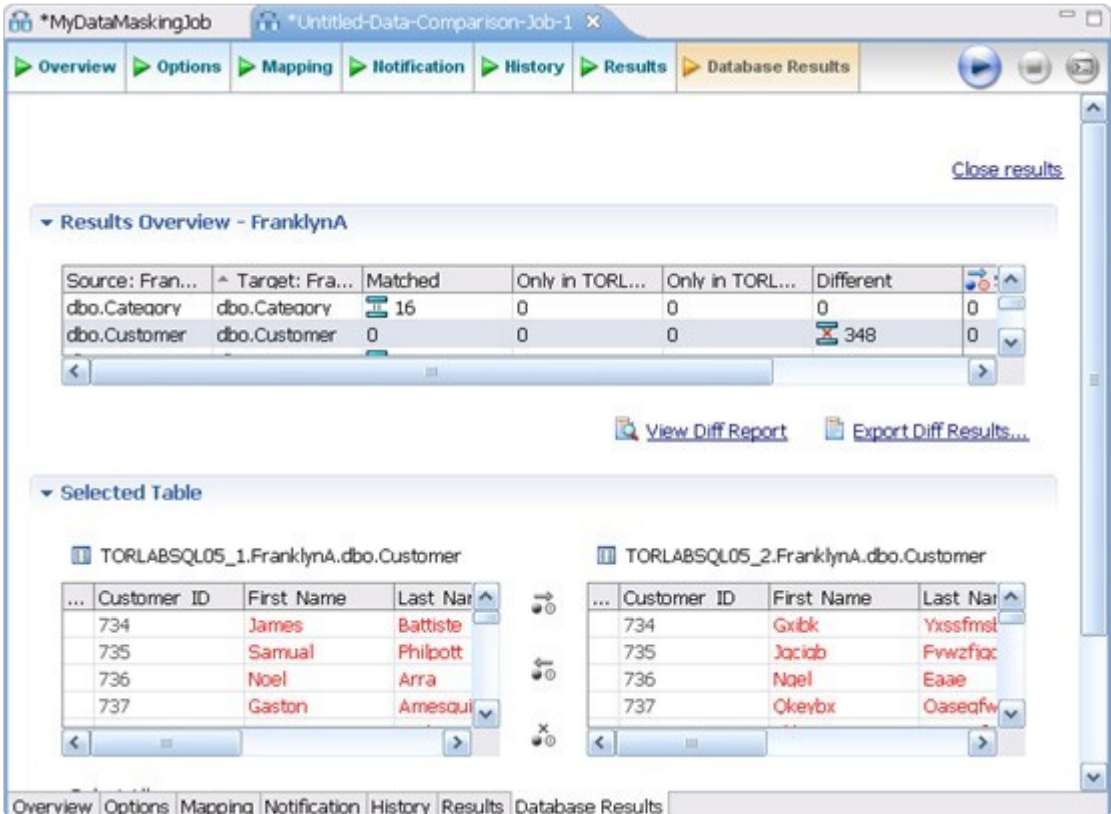 *MyDataMaskingJob *Untitled-Data-Comparison-Job-1
Overview Options Mapping Notification History Results Database Results
Close results
Results Overview - FranklynA
Source: Fran... Target: Fra... Matched Only in TORL... Only in TORL... Different
dbo.Category dbo.Category 16 0 0 0 0
dbo.Customer dbo.Customer 0 0 0 348 0
View Diff Report Export Diff Results...
Selected Table
TORLABSQL05_1.FranklynA.dbo.Customer TORLABSQL05_2.FranklynA.dbo.Customer
... Customer ID First Name Last Nar ... Customer ID First Name Last Nar
734 James Battiste 734 Gxibk
735 Samual Philpott 735 Jqciqb
736 Noel Arra 736 Nqel Eaae
737 Gaston Amesqui 737 Qkevbx
Overview Options Mapping Notification History Results Database Results